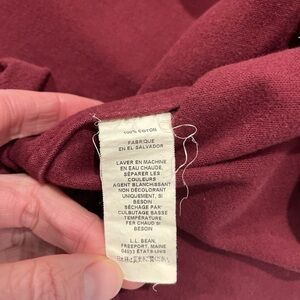 100% COTON
FABRIQUE
EN EL SALVADOR
LAVER EN MACHINE
EN EAU CHAUDE,
SÉPARER LES
COULEURS
AGENT BLANCHISSANT
NON DÉCOLORANT
UNIQUEMENT, SI
BESOIN
SÉCHAGE PAR
CULBUTAGE BASSE
TEMPÉRATURE
FER CHAUD SI
BESOIN
L.L. BEAN,
FREEPORT, MAINE
04033 ÉTATS-UNIS